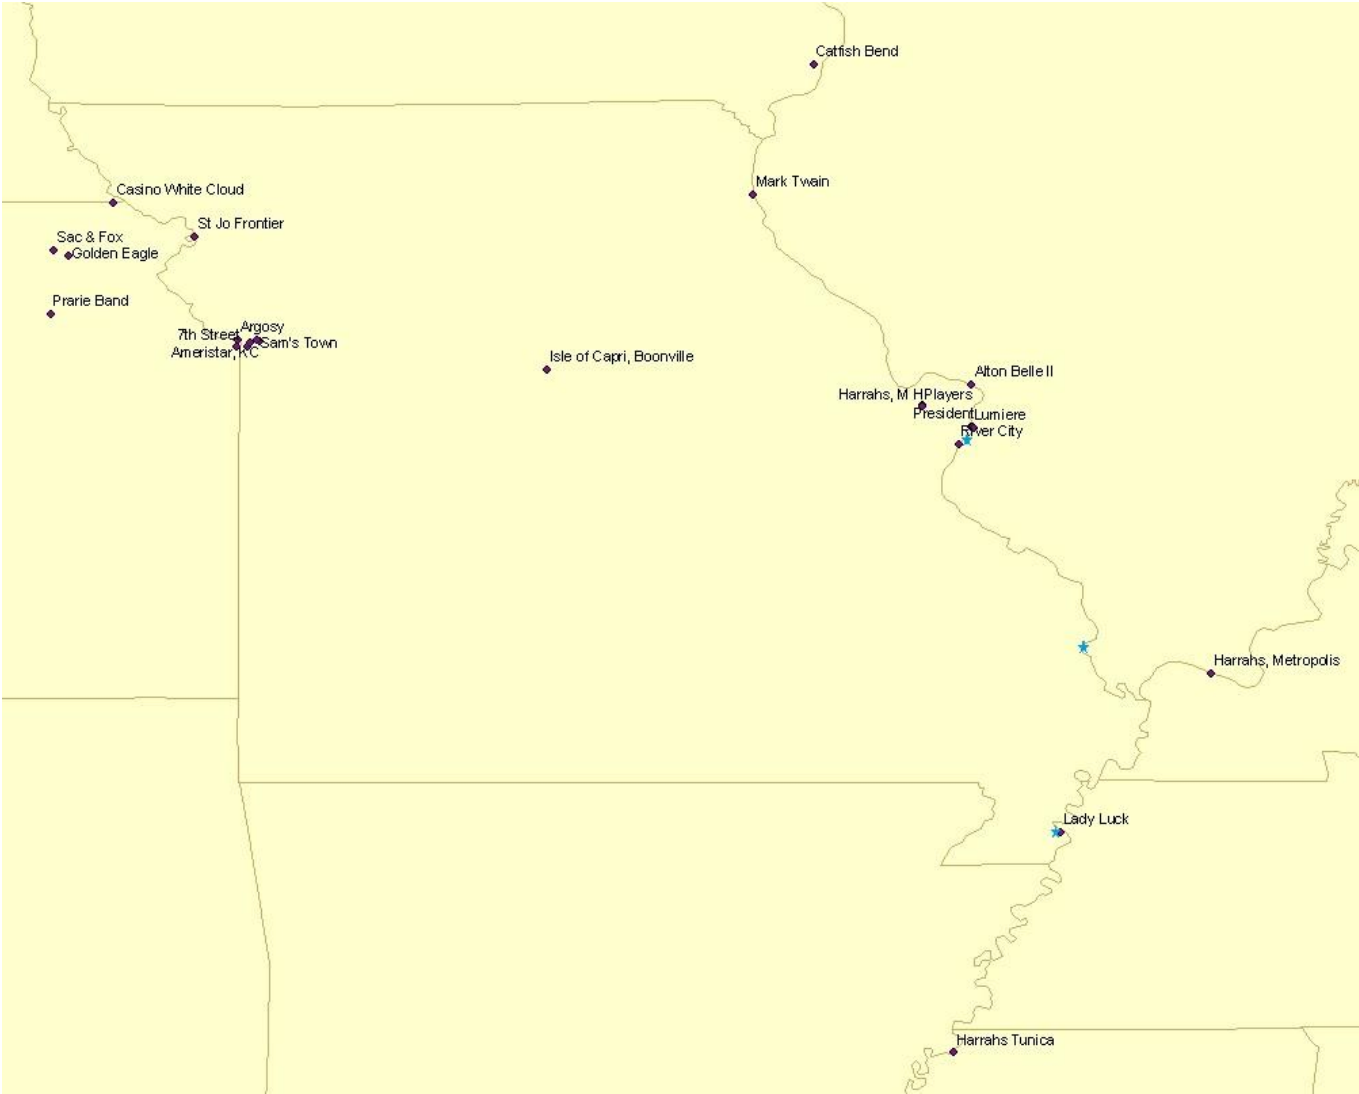 Catfish Bend
Mark Twain
Casino White Cloud
St Jo Frontier
Sac & Fox
Golden Eagle
Prarie Band
Argosy
7th Street
Sam's Town
Ameristar, KC
Isle of Capri, Boonville
Alton Belle II
Harrahs, M H Players
President Lumiere
River City
Harrahs, Metropolis
Lady Luck
Harrahs Tunica